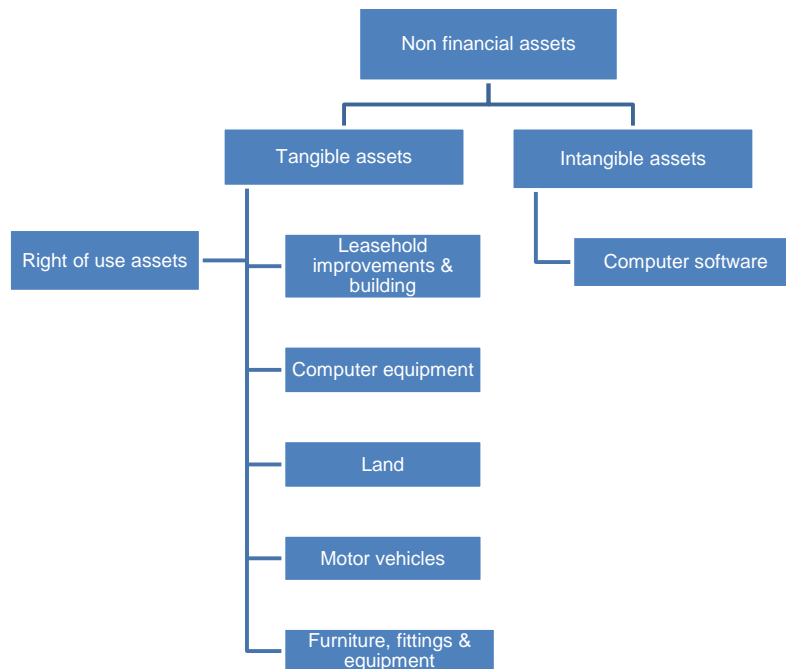 Non financial assets
Tangible assets
Intangible assets
Right of use assets
Leasehold
improvements &
building
Computer software
Computer equipment
Land
Motor vehicles
Furniture, fittings &
equipment